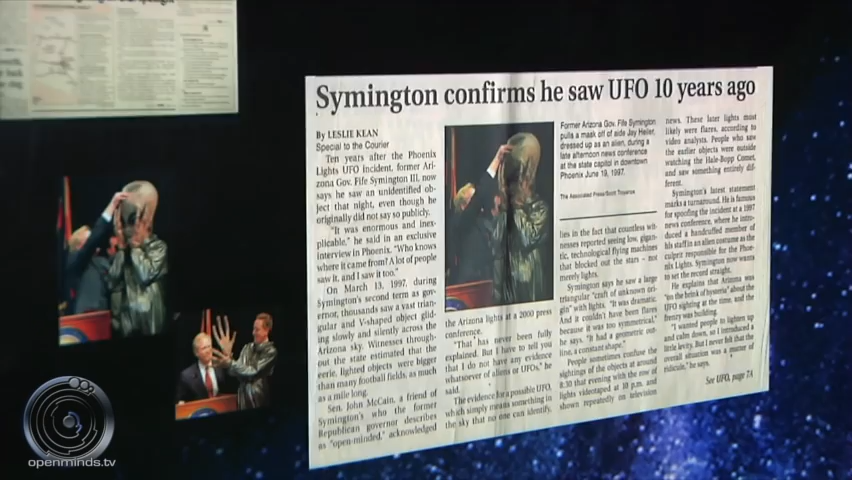 Symington confirms he saw UFO 10 years ago
By LESLIE KEAN
Special to the Courier
Ten years after the Phoenix
Lights UFO incident, former Ari-
zona Gov. Fife Symington III, now
says he saw an unidentified ob-
ject that night, even though he
originally did not say so publicly.
"It was enormous and inex-
plicable," he said in an exclusive
interview in Phoenix. "Who knows
where it came from? A lot of people
saw it, and I saw it too."
On March 13, 1997, during
Symington's second term as gov-
ernor, thousands saw a vast trian-
gular and V-shaped object glid-
ing slowly and silently across the
Arizona sky. Witnesses through-
out the state estimated that the
eerie, lighted objects were bigger
than many football fields, as much
as a mile long.
Sen. John McCain, a friend of
Symington's who the former
Republican governor describes
as "open-minded," acknowledged
the Arizona lights at a 2000 press
conference.
"That has never been fully
explained. But I have to tell you
that I do not have any evidence
whatsoever of aliens or UFOs," he
said.
The evidence for a possible UFO,
which simply means something in
the sky that no one can identify,
Former Arizona Gov. Fife Symington
pulls a mask off of aide Jay Heiler,
dressed up as an alien, during a
late afternoon news conference
at the state capitol in downtown
Phoenix June 19, 1997.
The Associated Press/Scott Troyanos
lies in the fact that countless wit-
nesses reported seeing low, gigan-
tic, technological flying machines
that blocked out the stars – not
merely lights.
Symington says he saw a large
triangular "craft of unknown ori-
gin" with lights. "It was dramatic.
And it couldn't have been flares
because it was too symmetrical,"
he says. "It had a geometric out-
line, a constant shape."
People sometimes confuse the
sightings of the objects at around
8:30 that evening with the row of
lights videotaped at 10 p.m. and
shown repeatedly on television
news. These later lights most
likely were flares, according to
video analysts. People who saw
the earlier objects were outside
watching the Hale-Bopp Comet,
and saw something entirely dif-
ferent.
Symington's latest statement
marks a turnaround. He is famous
for spoofing the incident at a 1997
news conference, where he intro-
duced a handcuffed member of
his staff in an alien costume as the
culprit responsible for the Phoe-
nix Lights. Symington now wants
to set the record straight.
He explains that Arizona was
"on the brink of hysteria" about the
UFO sighting at the time, and the
frenzy was building.
"I wanted people to lighten up
and calm down, so I introduced a
little levity. But I never felt that the
overall situation was a matter of
ridicule," he says.
See UFO, page 7A
openminds.tv